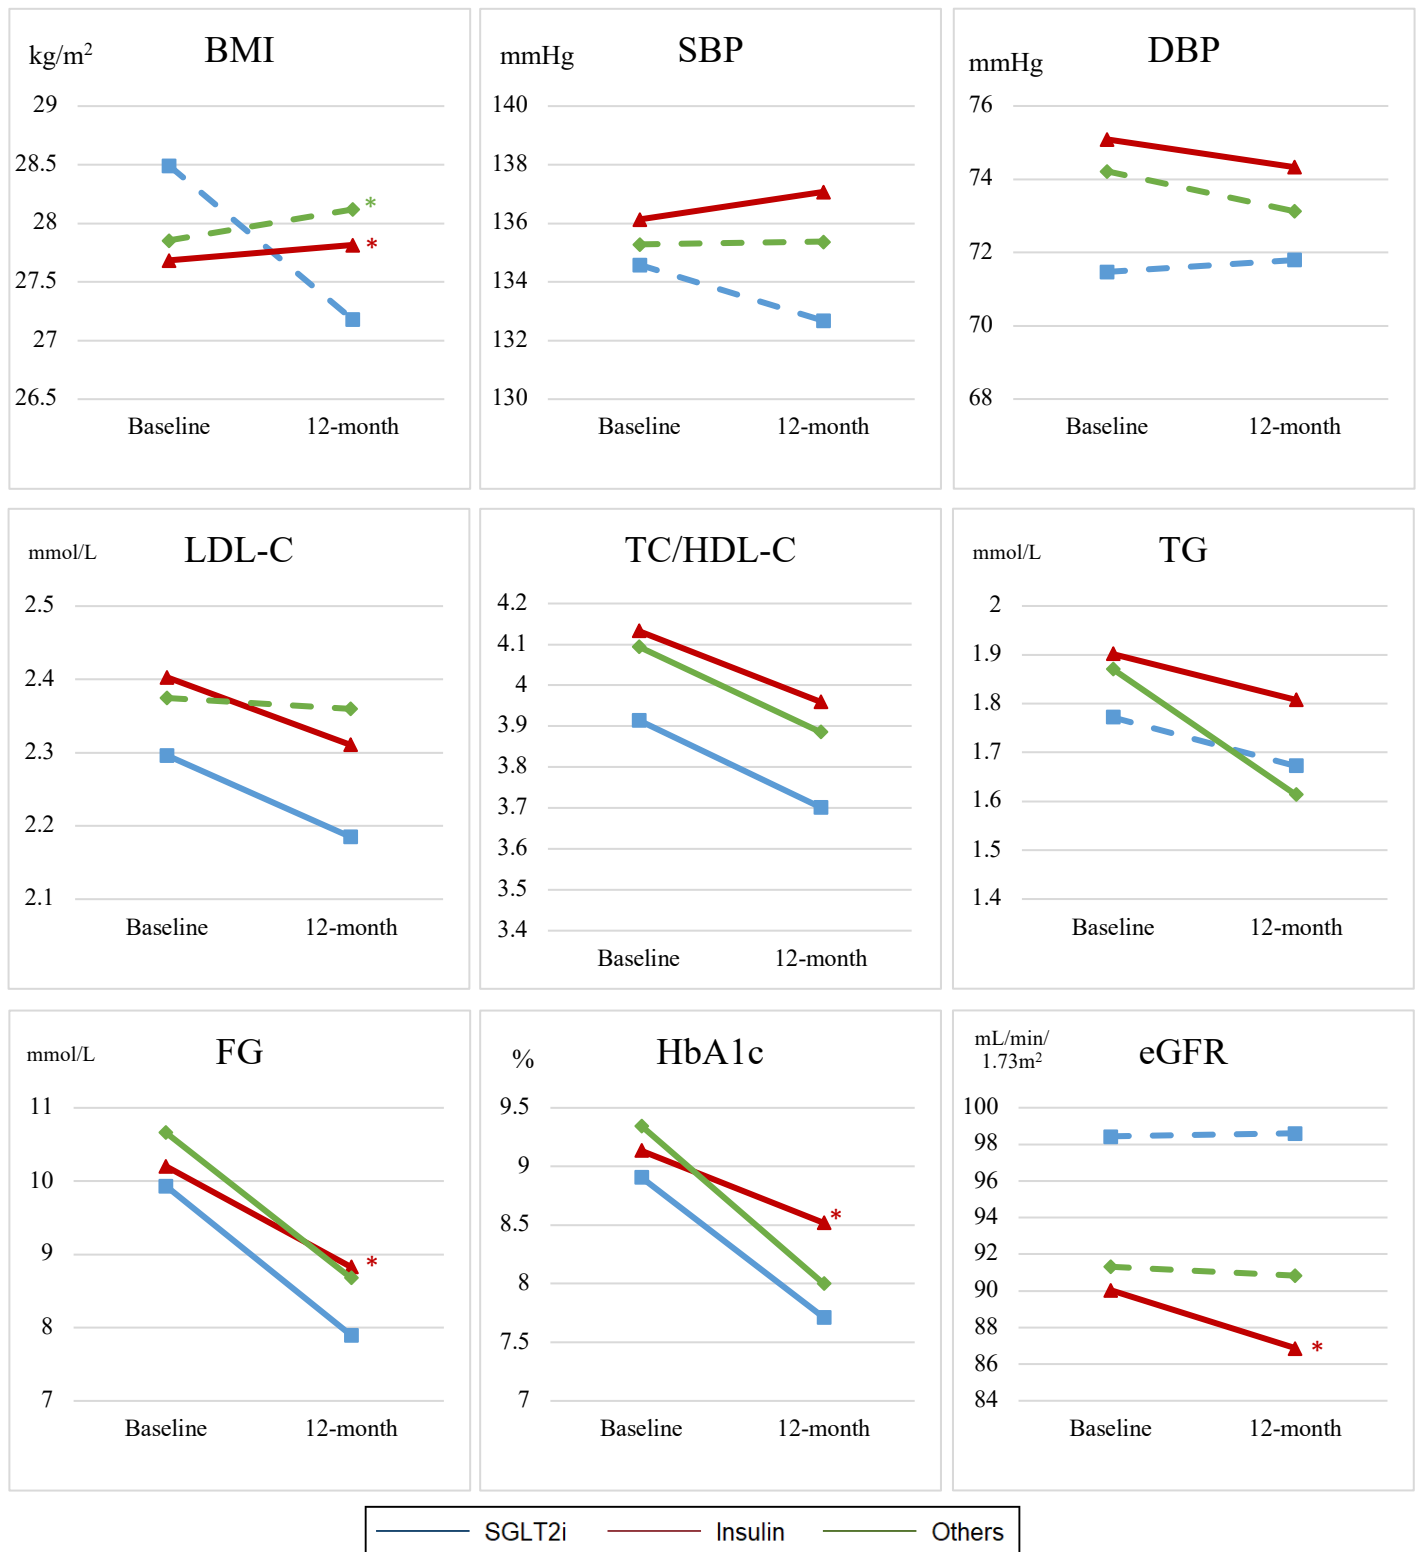 kg/m² BMI
29
28.5
28 *
27.5 *
27
26.5
Baseline 12-month
mmHg SBP
140
138
136
134
132
130
Baseline 12-month
mmHg DBP
76
74
72
70
68
Baseline 12-month
mmol/L LDL-C
2.5
2.4
2.3
2.2
2.1
Baseline 12-month
TC/HDL-C
4.2
4.1
4
3.9
3.8
3.7
3.6
3.5
3.4
Baseline 12-month
mmol/L TG
2
1.9
1.8
1.7
1.6
1.5
1.4
Baseline 12-month
mmol/L FG
11
10
9 *
8
7
Baseline 12-month
% HbA1c
9.5
9
8.5 *
8
7.5
7
Baseline 12-month
mL/min/
1.73m² eGFR
100
98
96
94
92
90
88
86 *
84
Baseline 12-month
SGLT2i Insulin Others